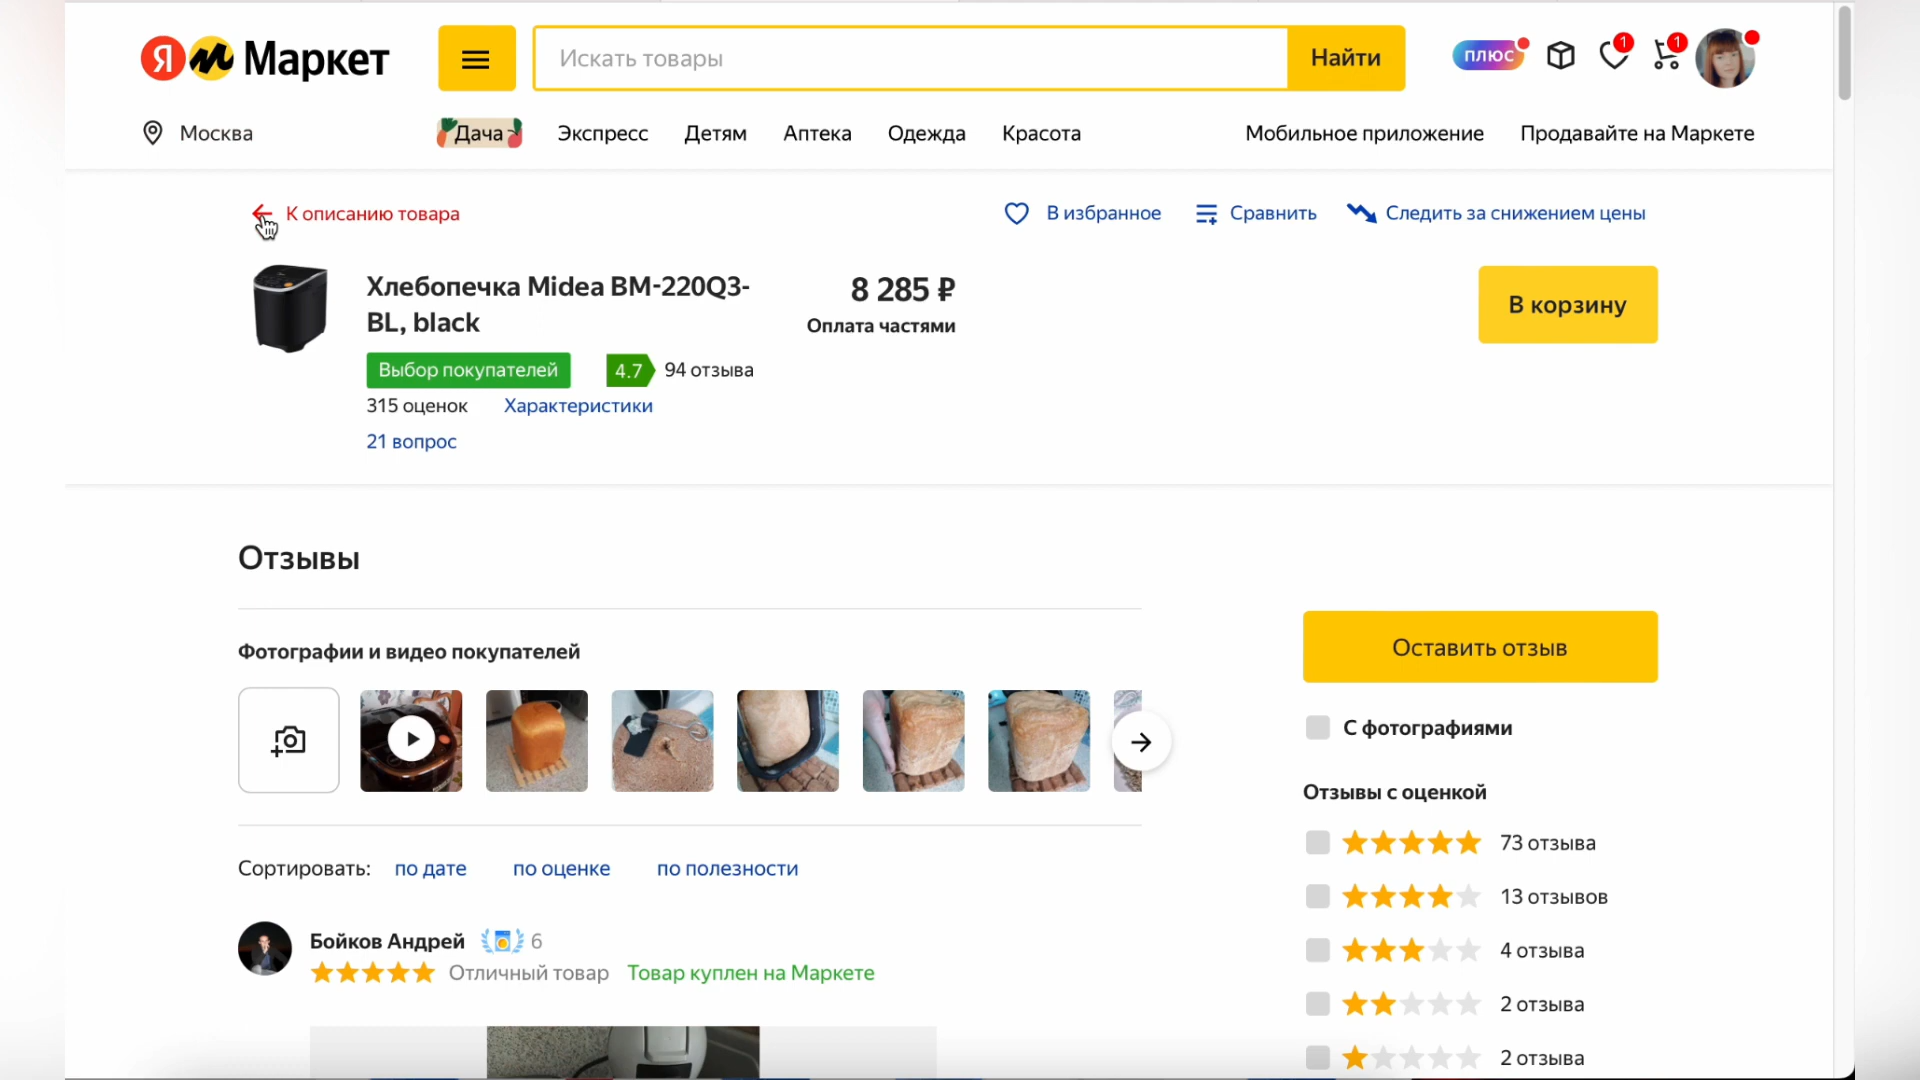 Я Маркет
Искать товары
Найти
плюс
1
1
Москва
Дача
Экспресс
Детям
Аптека
Одежда
Красота
Мобильное приложение
Продавайте на Маркете
К описанию товара
В избранное
Сравнить
Следить за снижением цены
Хлебопечка Midea BM-220Q3-
BL, black
8 285 ₽
Оплата частями
В корзину
Выбор покупателей
4.7
94 отзыва
315 оценок
Характеристики
21 вопрос
Отзывы
Фотографии и видео покупателей
Оставить отзыв
С фотографиями
Отзывы с оценкой
73 отзыва
13 отзывов
4 отзыва
2 отзыва
2 отзыва
Сортировать: по дате по оценке по полезности
Бойков Андрей 6
Отличный товар Товар куплен на Маркете